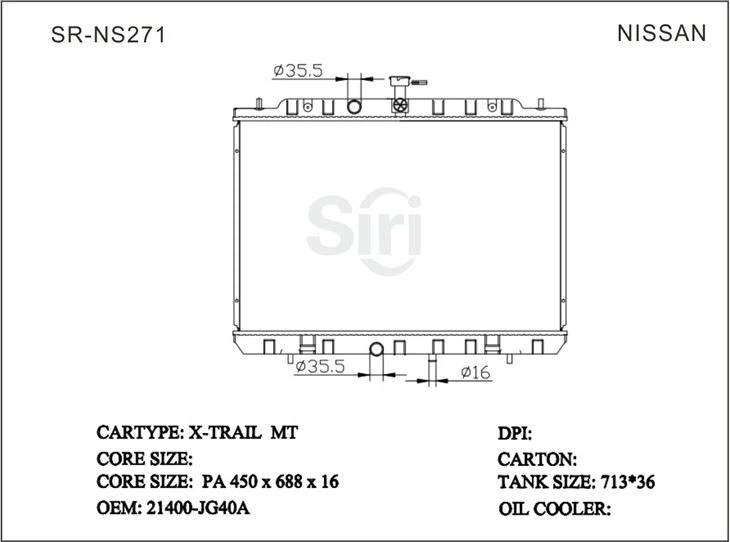 SR-NS271
NISSAN
Ø35.5
Siri
Ø35.5
Ø16
CARTYPE: X-TRAIL MT
DPI:
CORE SIZE:
CARTON:
CORE SIZE: PA 450 x 688 x 16
TANK SIZE: 713*36
OEM: 21400-JG40A
OIL COOLER: